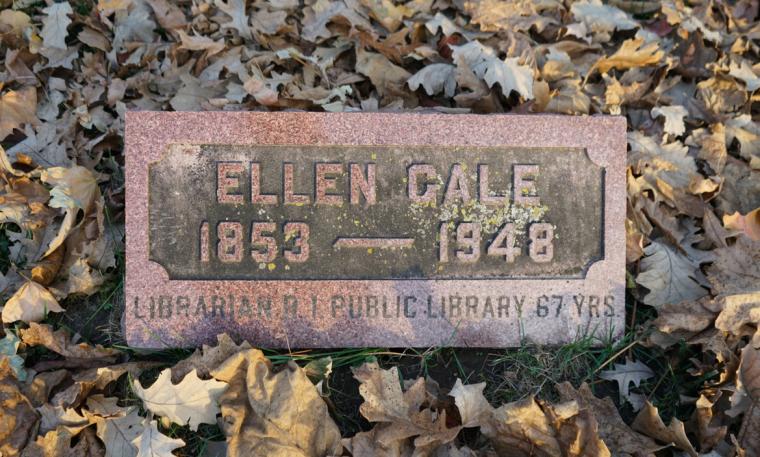 ELLEN GALE
1853 — 1948
LIBRARIAN R I PUBLIC LIBRARY 67 YRS.